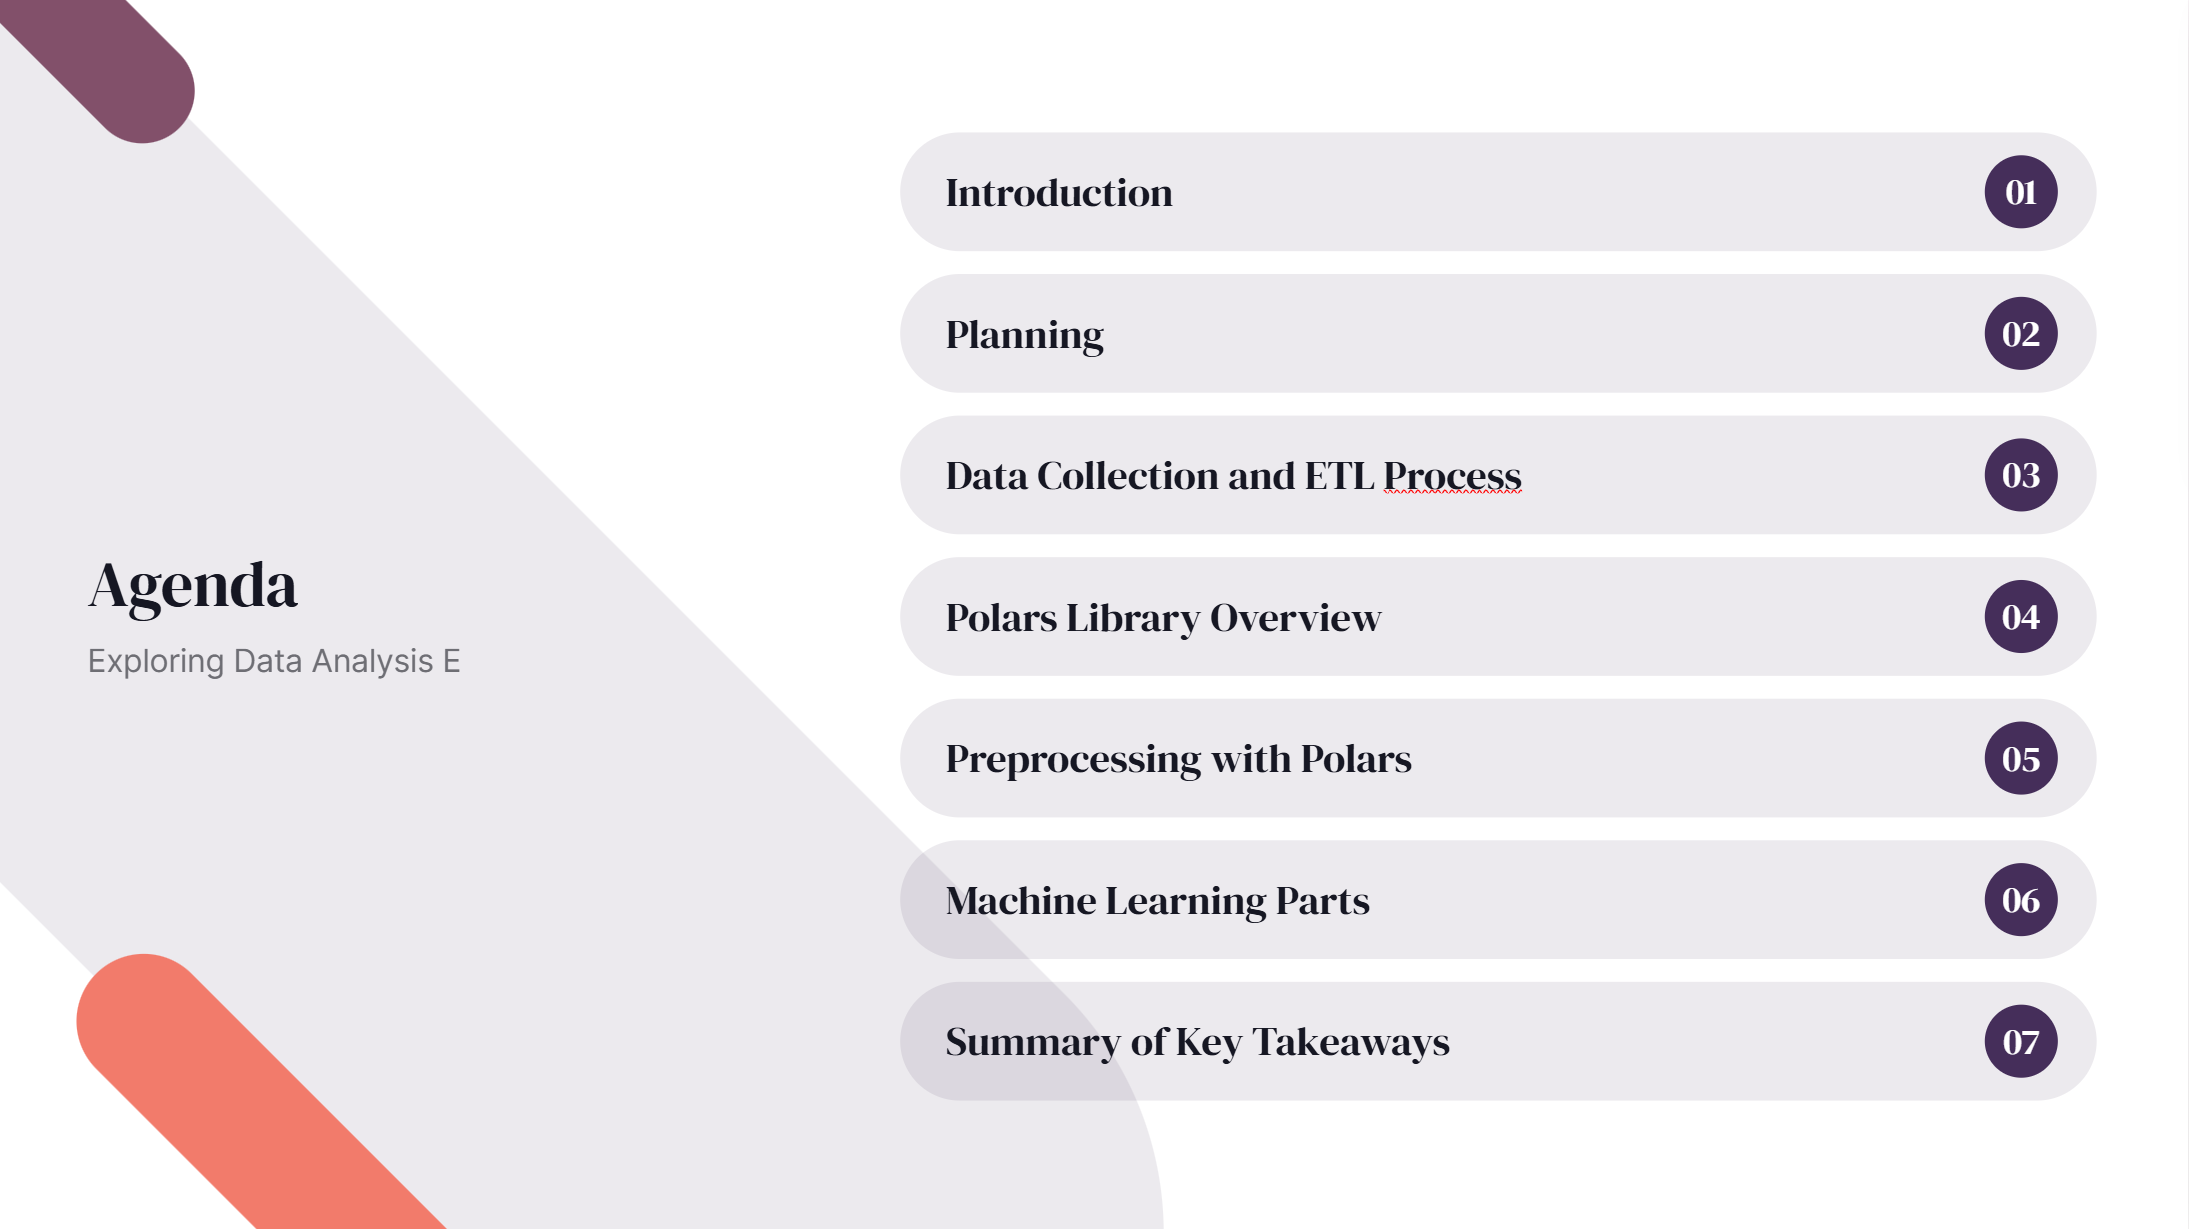 Agenda
Exploring Data Analysis E
Introduction 01
Planning 02
Data Collection and ETL Process 03
Polars Library Overview 04
Preprocessing with Polars 05
Machine Learning Parts 06
Summary of Key Takeaways 07